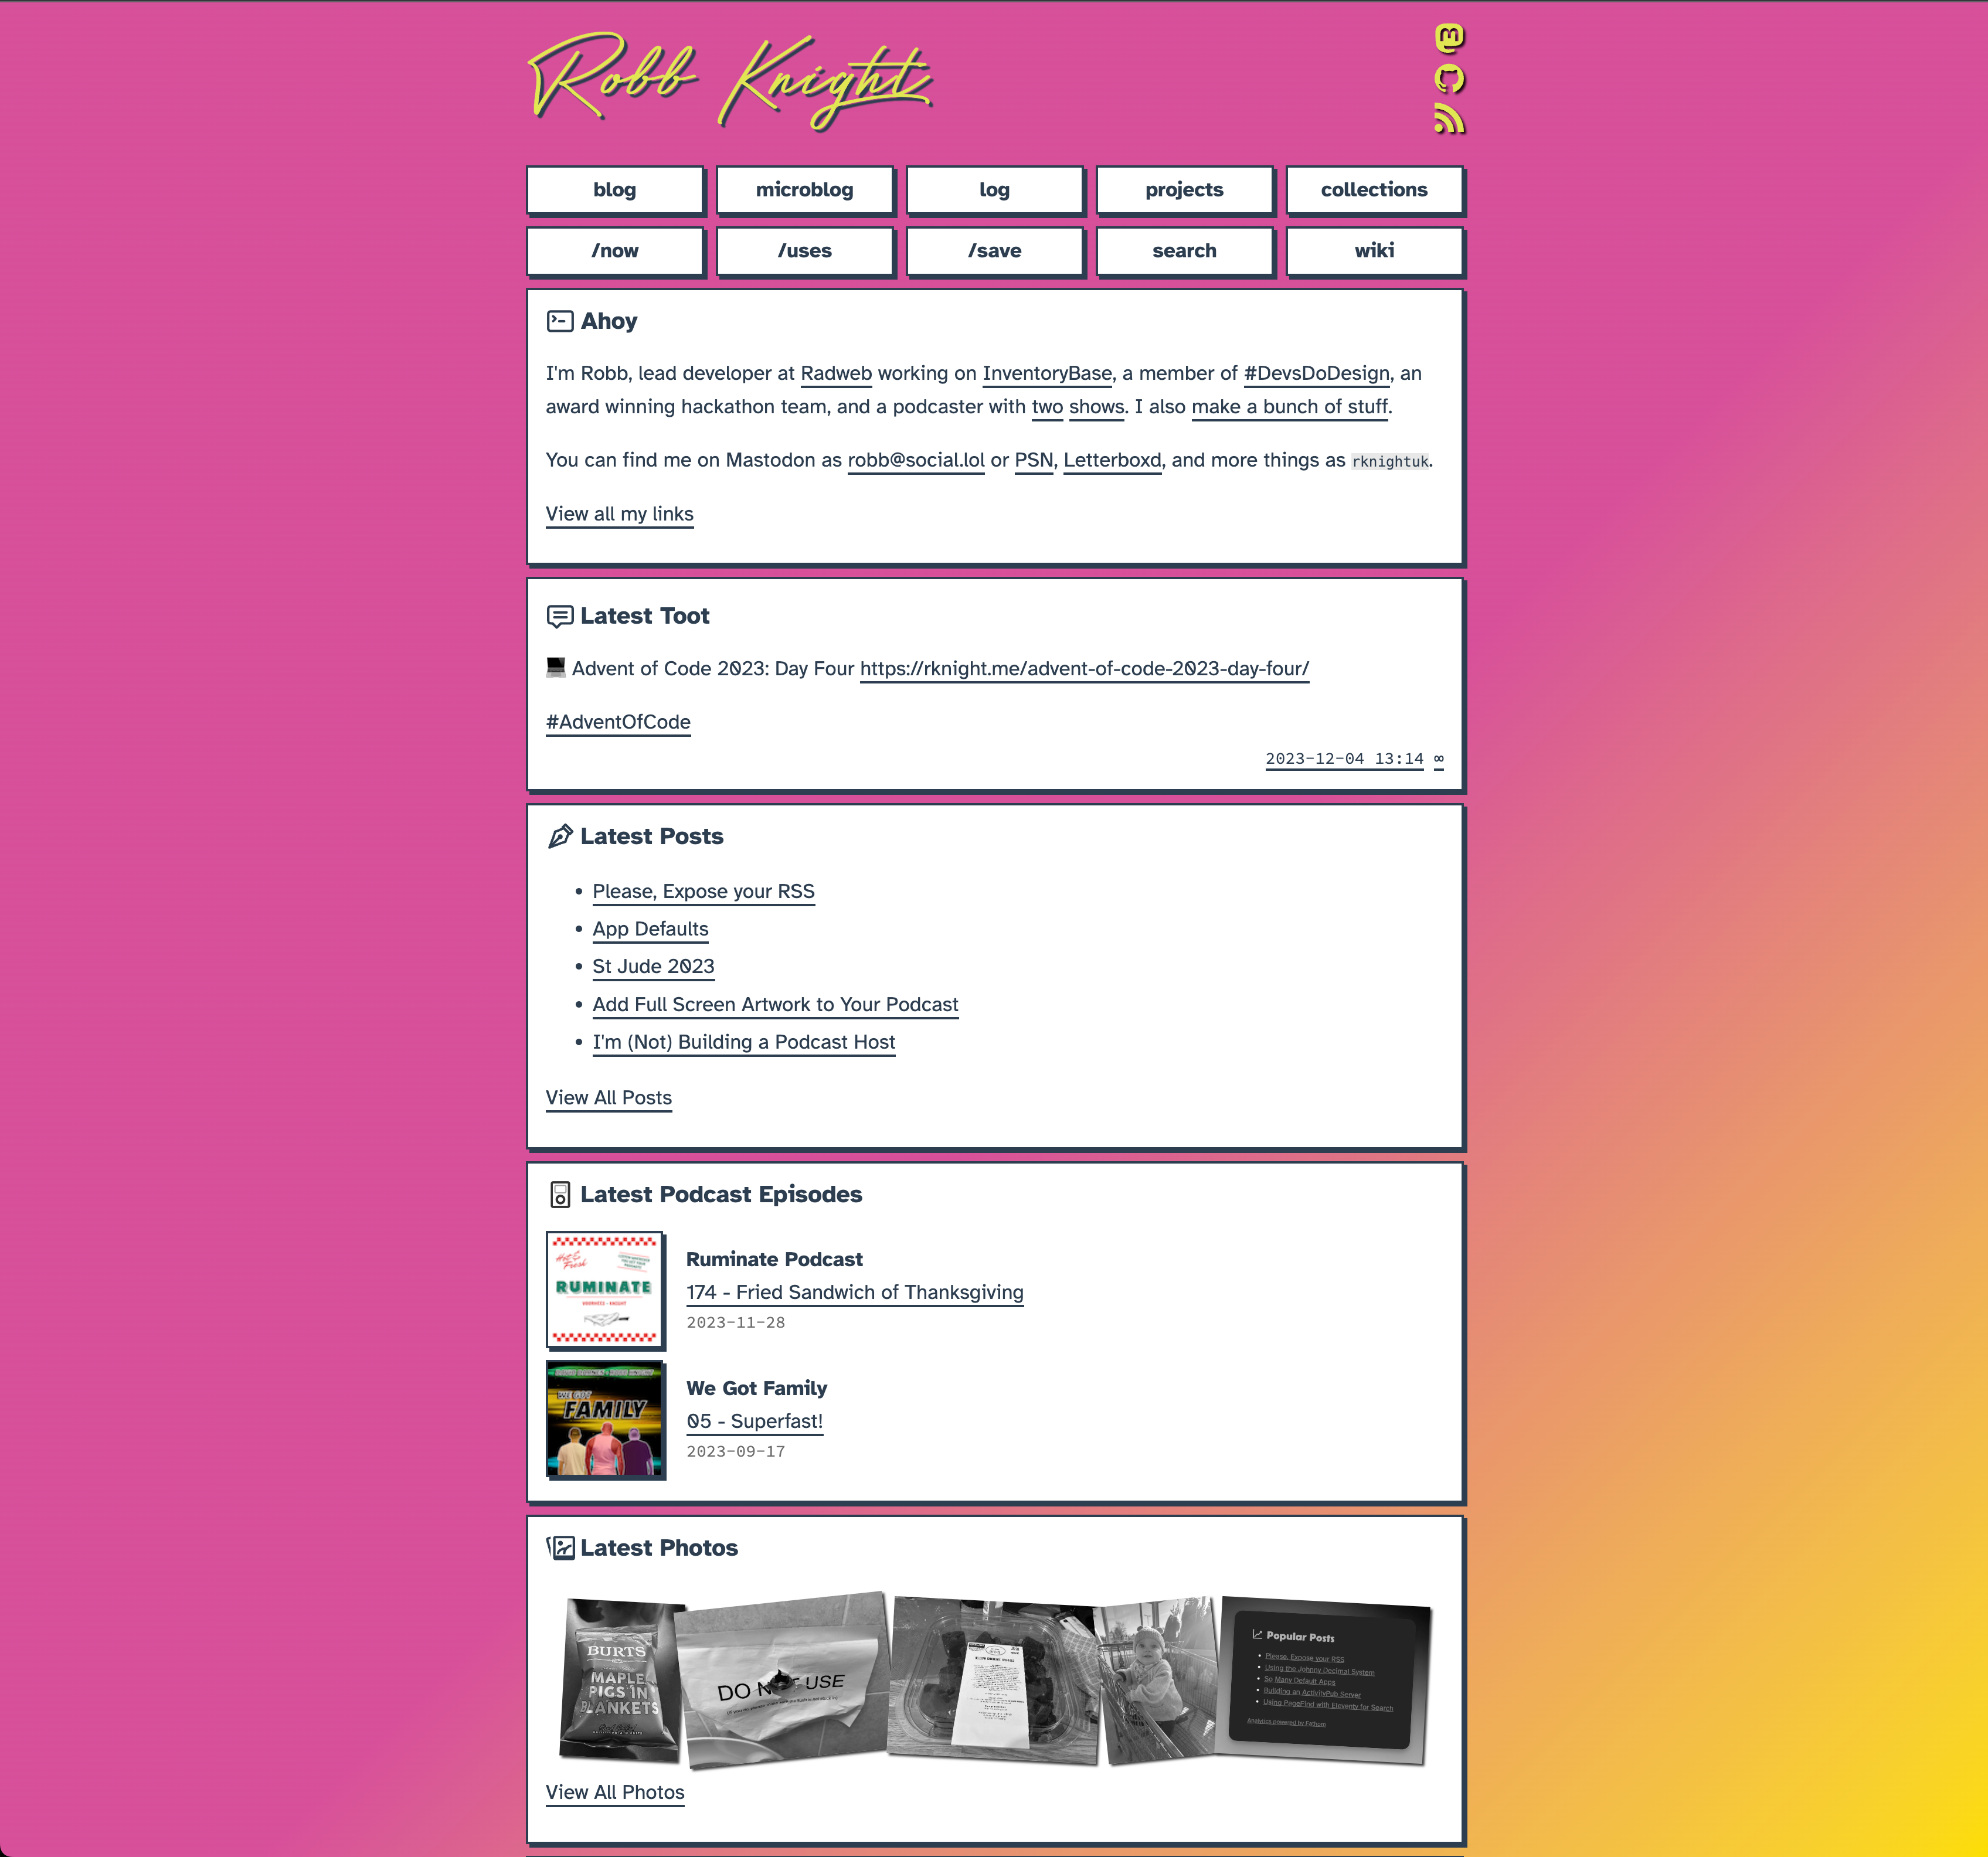 Robb Knight
blog
microblog
log
projects
collections
/now
/uses
/save
search
wiki
Ahoy
I'm Robb, lead developer at Radweb working on InventoryBase, a member of #DevsDoDesign, an
award winning hackathon team, and a podcaster with two shows. I also make a bunch of stuff.
You can find me on Mastodon as robb@social.lol or PSN, Letterboxd, and more things as rknightuk.
View all my links
Latest Toot
Advent of Code 2023: Day Four https://rknight.me/advent-of-code-2023-day-four/
#AdventOfCode
2023-12-04 13:14 ∞
Latest Posts
• Please, Expose your RSS
• App Defaults
• St Jude 2023
• Add Full Screen Artwork to Your Podcast
• I'm (Not) Building a Podcast Host
View All Posts
Latest Podcast Episodes
Hot & Fresh
RUMINATE
Ruminate Podcast
174 - Fried Sandwich of Thanksgiving
2023-11-28
WE GOT
FAMILY
We Got Family
05 - Superfast!
2023-09-17
Latest Photos
BURTS
MAPLE
PIGS IN
BLANKETS
DO NOT USE
Popular Posts
• Please, Expose your RSS
• Using the Johnny Decimal System
• So Many Default Apps
• Building an ActivityPub Server
• Using PageFind with Eleventy for Search
Analytics powered by Fathom
View All Photos